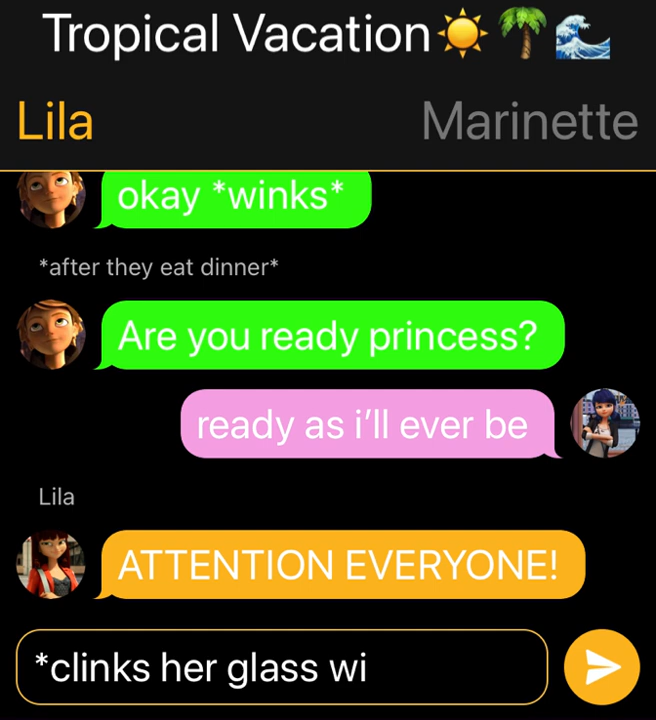 Tropical Vacation☀️🌴🌊
Lila
Marinette
okay *winks*
*after they eat dinner*
Are you ready princess?
ready as i’ll ever be
Lila
ATTENTION EVERYONE!
*clinks her glass wi